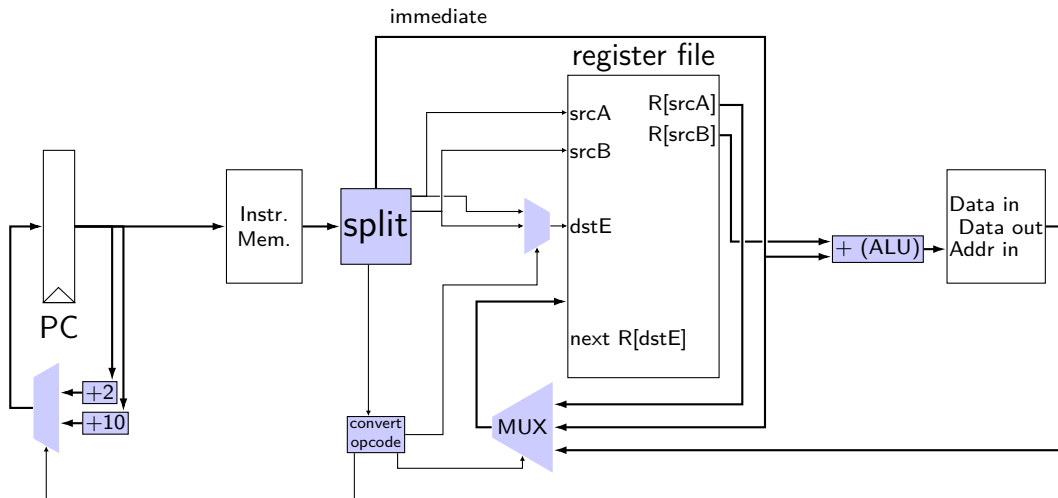 immediate
register file
srcA
R[srcA]
R[srcB]
srcB
Instr.
Mem.
split
dstE
Data in
Data out
Addr in
+ (ALU)
PC
next R[dstE]
+2
+10
convert
opcode
MUX